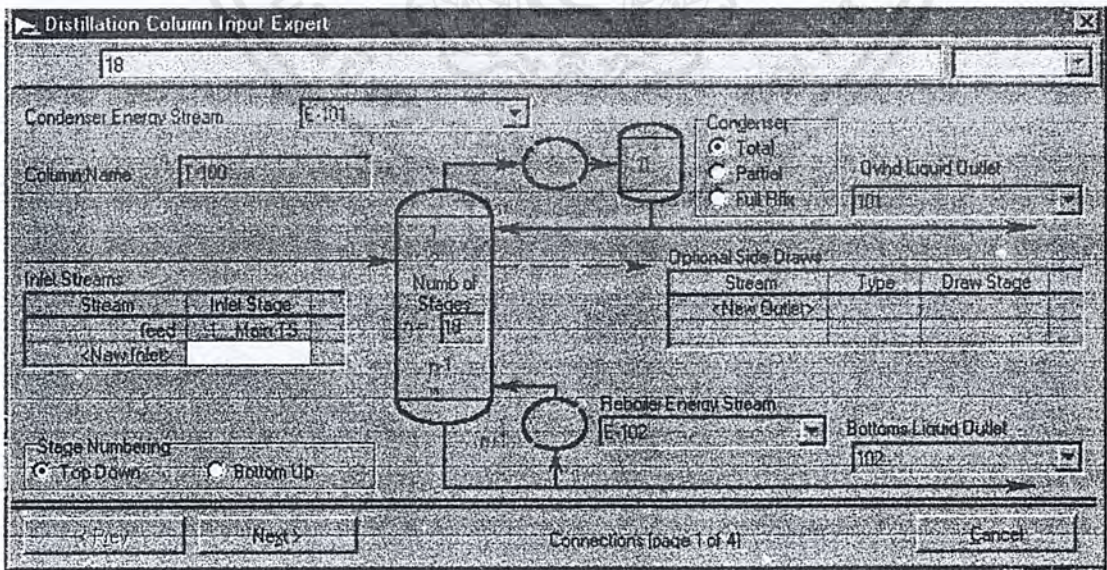 Distillation Column Input Expert
18
Condenser Energy Stream
E-101
Column Name
T-100
Condenser
Total
Partial
Full Rflx
Ovhd Liquid Outlet
101
Inlet Streams
Stream Inlet Stage
feed 1__Main TS
<New Inlet>
Numb of
Stages
n = 18
n-1
n
Optional Side Draws
Stream Type Draw Stage
<New Outlet>
Reboiler Energy Stream
E-102
n+1
Bottoms Liquid Outlet
102
Stage Numbering
Top Down Bottom Up
< Prev Next > Connections (page 1 of 4) Cancel